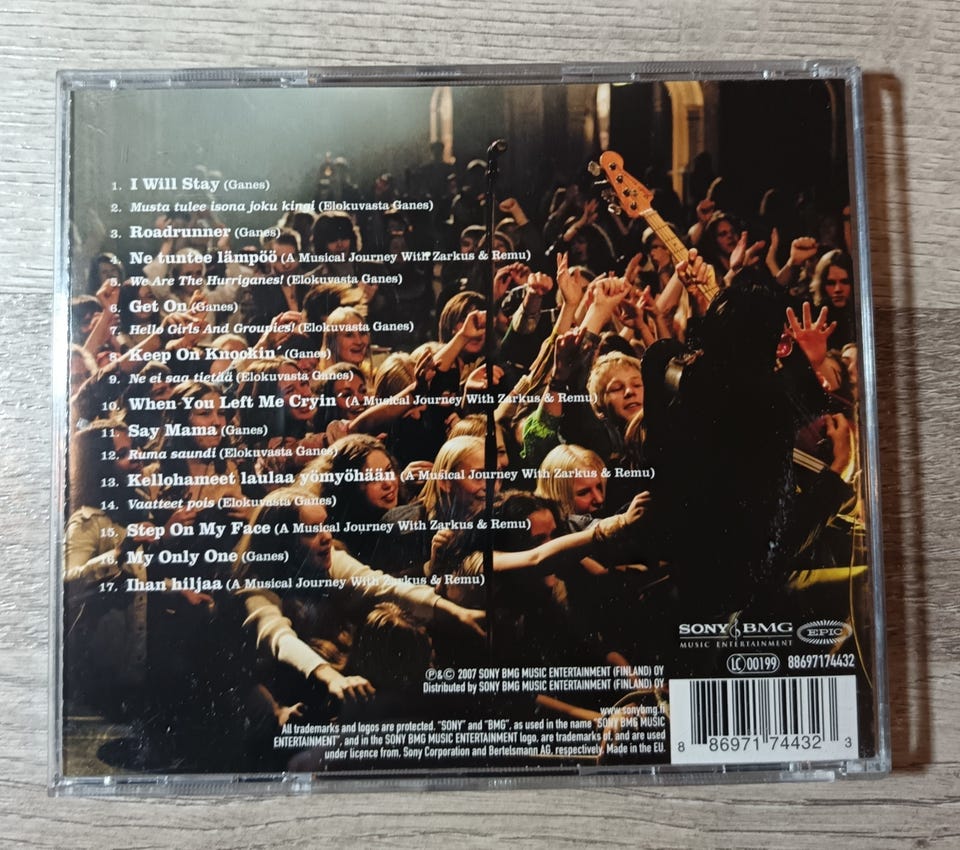 1. I Will Stay (Ganes)
2. Musta tulee isona joku kingi (Elokuvasta Ganes)
3. Roadrunner (Ganes)
4. Ne tuntee lämpöö (A Musical Journey With Zarkus & Remu)
5. We Are The Hurriganes! (Elokuvasta Ganes)
6. Get On (Ganes)
7. Hello Girls And Groupies! (Elokuvasta Ganes)
8. Keep On Knockin´ (Ganes)
9. Ne ei saa tietää (Elokuvasta Ganes)
10. When You Left Me Cryin´ (A Musical Journey With Zarkus & Remu)
11. Say Mama (Ganes)
12. Ruma saundi (Elokuvasta Ganes)
13. Kellohameet laulaa yömyöhään (A Musical Journey With Zarkus & Remu)
14. Vaatteet pois (Elokuvasta Ganes)
15. Step On My Face (A Musical Journey With Zarkus & Remu)
16. My Only One (Ganes)
17. Ihan hiljaa (A Musical Journey With Zarkus & Remu)
SONY BMG
MUSIC ENTERTAINMENT
EPIC
LC 00199 88697174432
℗&© 2007 SONY BMG MUSIC ENTERTAINMENT (FINLAND) OY
Distributed by SONY BMG MUSIC ENTERTAINMENT (FINLAND) OY
www.sonybmg.fi
All trademarks and logos are protected. "SONY" and "BMG", as used in the name "SONY BMG MUSIC
ENTERTAINMENT", and in the SONY BMG MUSIC ENTERTAINMENT logo, are trademarks of, and are used
under licence from, Sony Corporation and Bertelsmann AG, respectively. Made in the EU.
8 86971 74432 3